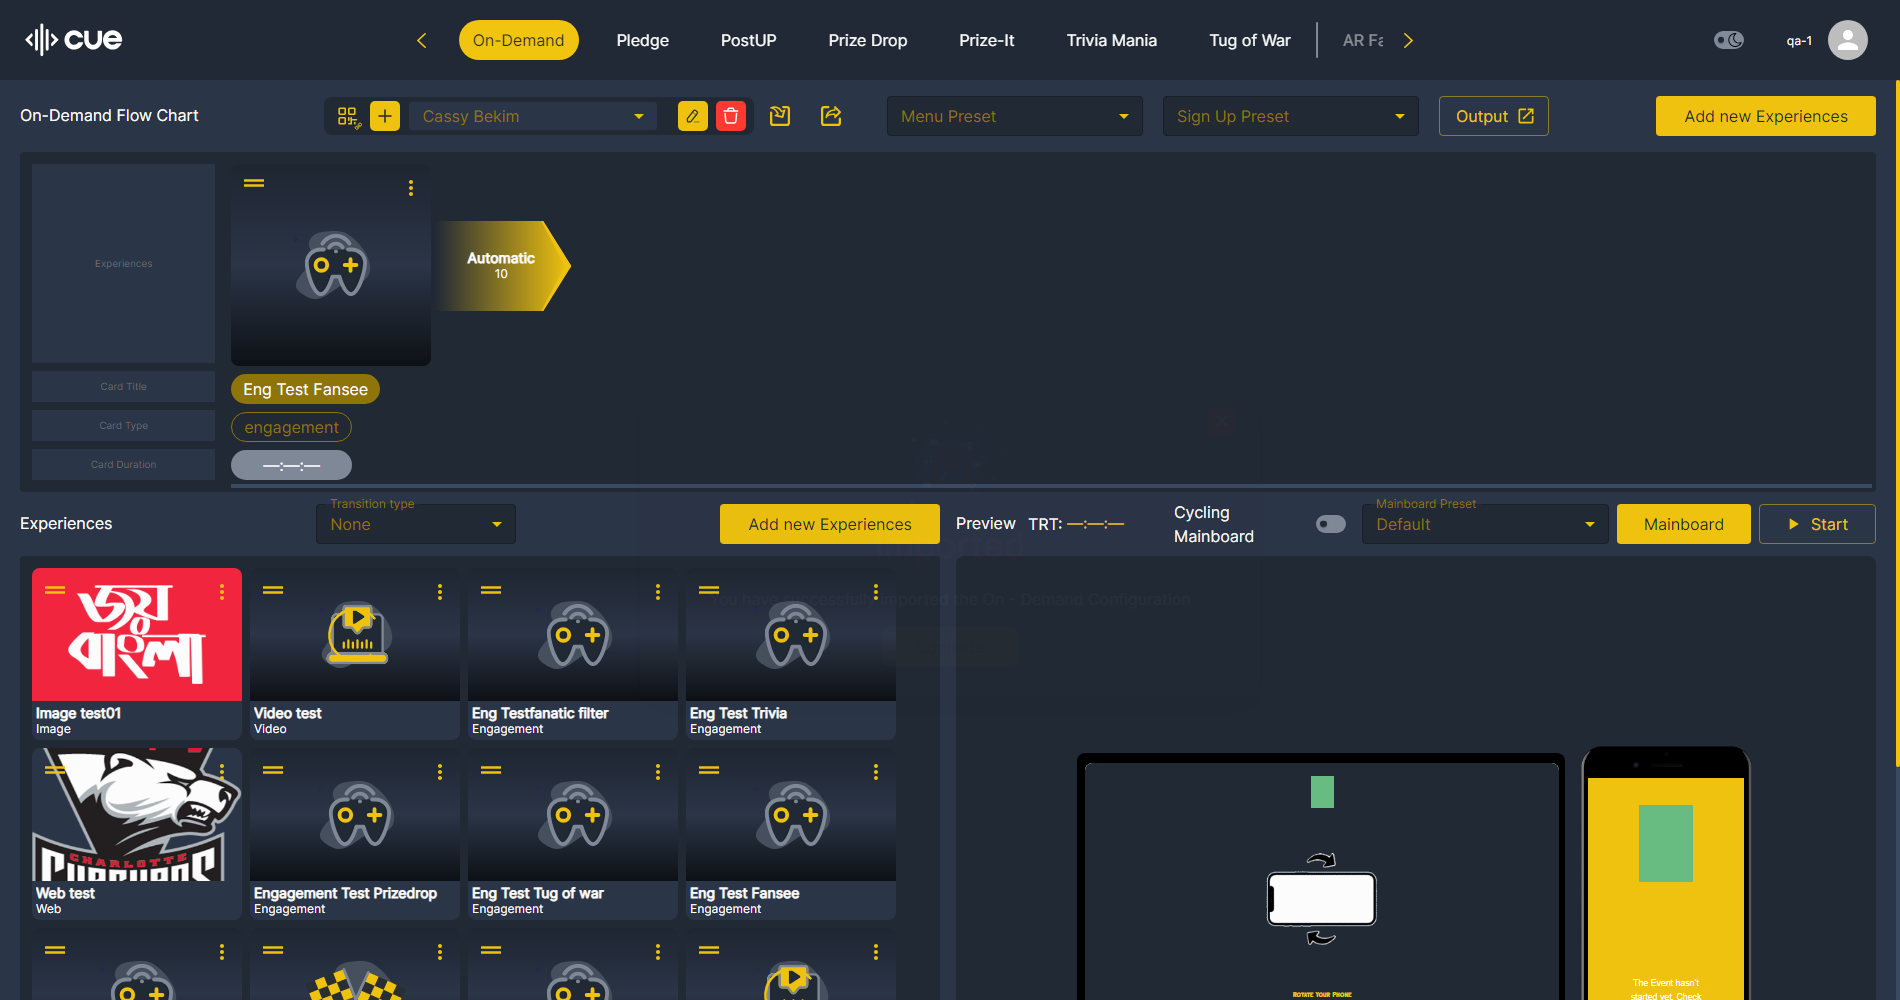 cue
On-Demand
Pledge
PostUP
Prize Drop
Prize-It
Trivia Mania
Tug of War
AR Fa
qa-1
On-Demand Flow Chart
Cassy Bekim
Menu Preset
Sign Up Preset
Output
Add new Experiences
Experiences
Automatic
10
Card Title
Eng Test Fansee
Card Type
engagement
Card Duration
—:—:—
Experiences
Transition type
None
Add new Experiences
Preview
TRT: —:—:—
Cycling
Mainboard
Mainboard Preset
Default
Mainboard
Start
You have successfully imported the On - Demand Configuration
জয়
বাংলা
Image test01
Image
Video test
Video
Eng Testfanatic filter
Engagement
Eng Test Trivia
Engagement
CHARLOTTE
Web test
Web
Engagement Test Prizedrop
Engagement
Eng Test Tug of war
Engagement
Eng Test Fansee
Engagement
Rotate Your Phone
The Event hasn't
started yet. Check